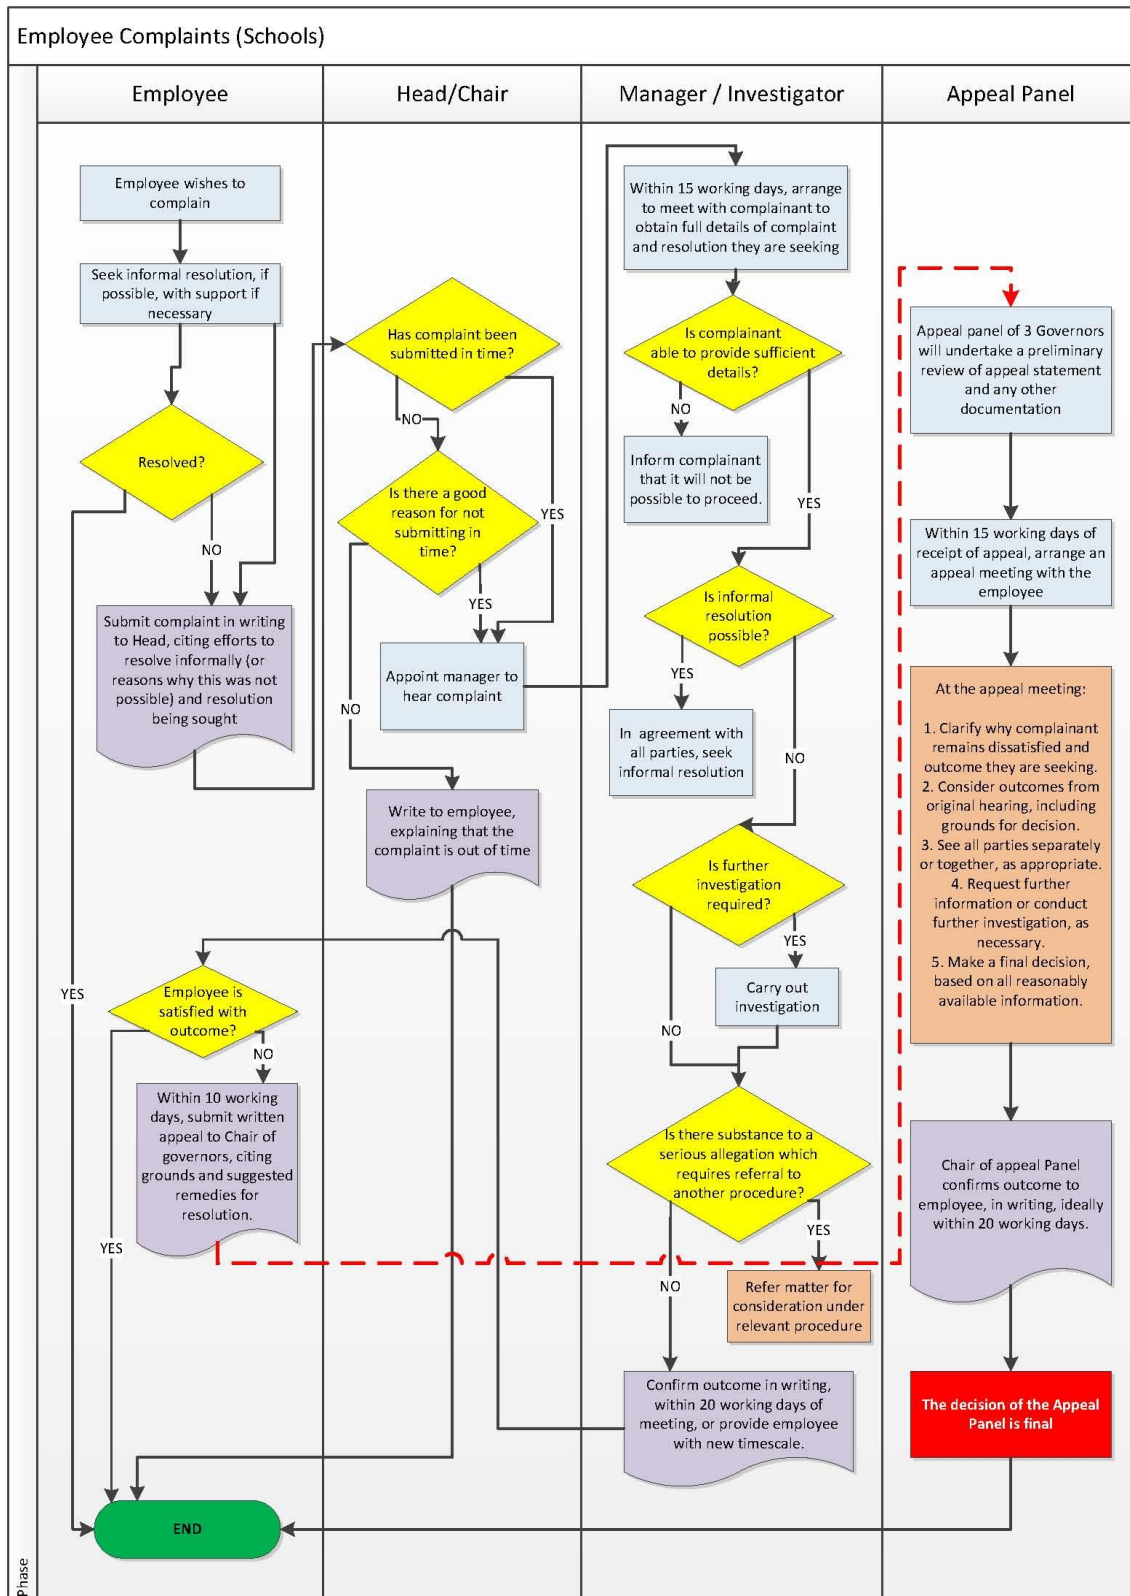 Employee Complaints (Schools)
Employee
Head/Chair
Manager / Investigator
Appeal Panel
Employee wishes to
complain
Seek informal resolution, if
possible, with support if
necessary
Resolved?
NO
YES
Submit complaint in writing
to Head, citing efforts to
resolve informally (or
reasons why this was not
possible) and resolution
being sought
Employee is
satisfied with
outcome?
NO
YES
Within 10 working
days, submit written
appeal to Chair of
governors, citing
grounds and suggested
remedies for
resolution.
END
Has complaint been
submitted in time?
NO
YES
Is there a good
reason for not
submitting in
time?
YES
NO
Appoint manager to
hear complaint
Write to employee,
explaining that the
complaint is out of time
Within 15 working days, arrange
to meet with complainant to
obtain full details of complaint
and resolution they are seeking
Is complainant
able to provide sufficient
details?
NO
YES
Inform complainant
that it will not be
possible to proceed.
Is informal
resolution
possible?
YES
NO
In  agreement with
all parties, seek
informal resolution
Is further
investigation
required?
YES
NO
Carry out
investigation
Is there substance to a
serious allegation which
requires referral to
another procedure?
YES
NO
Refer matter for
consideration under
relevant procedure
Confirm outcome in writing,
within 20 working days of
meeting, or provide employee
with new timescale.
Appeal panel of 3 Governors
will undertake a preliminary
review of appeal statement
and any other
documentation
Within 15 working days of
receipt of appeal, arrange an
appeal meeting with the
employee
At the appeal meeting:
1. Clarify why complainant
remains dissatisfied and
outcome they are seeking.
2. Consider outcomes from
original hearing, including
grounds for decision.
3. See all parties separately
or together, as appropriate.
4. Request further
information or conduct
further investigation, as
necessary.
5. Make a final decision,
based on all reasonably
available information.
Chair of appeal Panel
confirms outcome to
employee, in writing, ideally
within 20 working days.
The decision of the Appeal
Panel is final
Phase